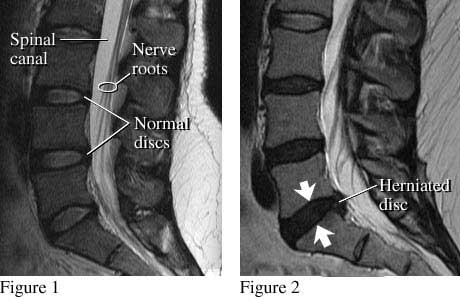 Spinal
canal
Nerve
roots
Normal
discs
Herniated
disc
Figure 1
Figure 2